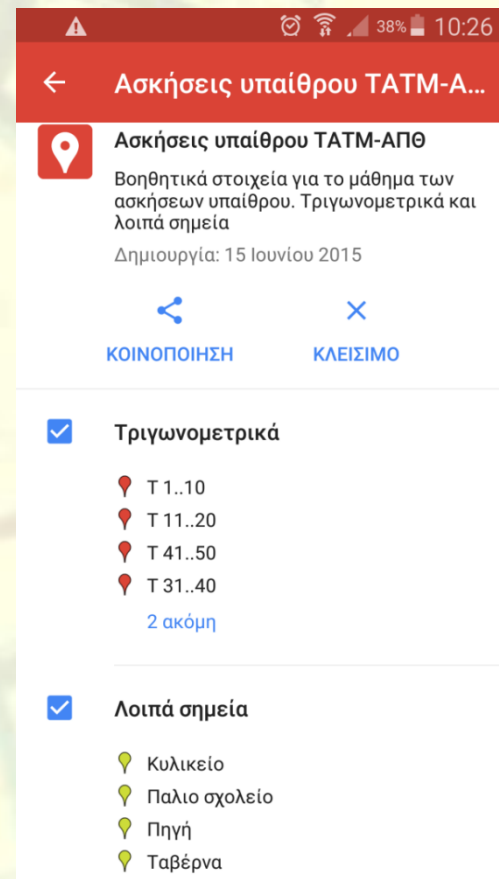 38% 10:26
Ασκήσεις υπαίθρου ΤΑΤΜ-Α...
Ασκήσεις υπαίθρου ΤΑΤΜ-ΑΠΘ
Βοηθητικά στοιχεία για το μάθημα των
ασκήσεων υπαίθρου. Τριγωνομετρικά και
λοιπά σημεία
Δημιουργία: 15 Ιουνίου 2015
ΚΟΙΝΟΠΟΙΗΣΗ ΚΛΕΙΣΙΜΟ
Τριγωνομετρικά
Τ 1..10
Τ 11..20
Τ 41..50
Τ 31..40
2 ακόμη
Λοιπά σημεία
Κυλικείο
Παλιο σχολείο
Πηγή
Ταβέρνα